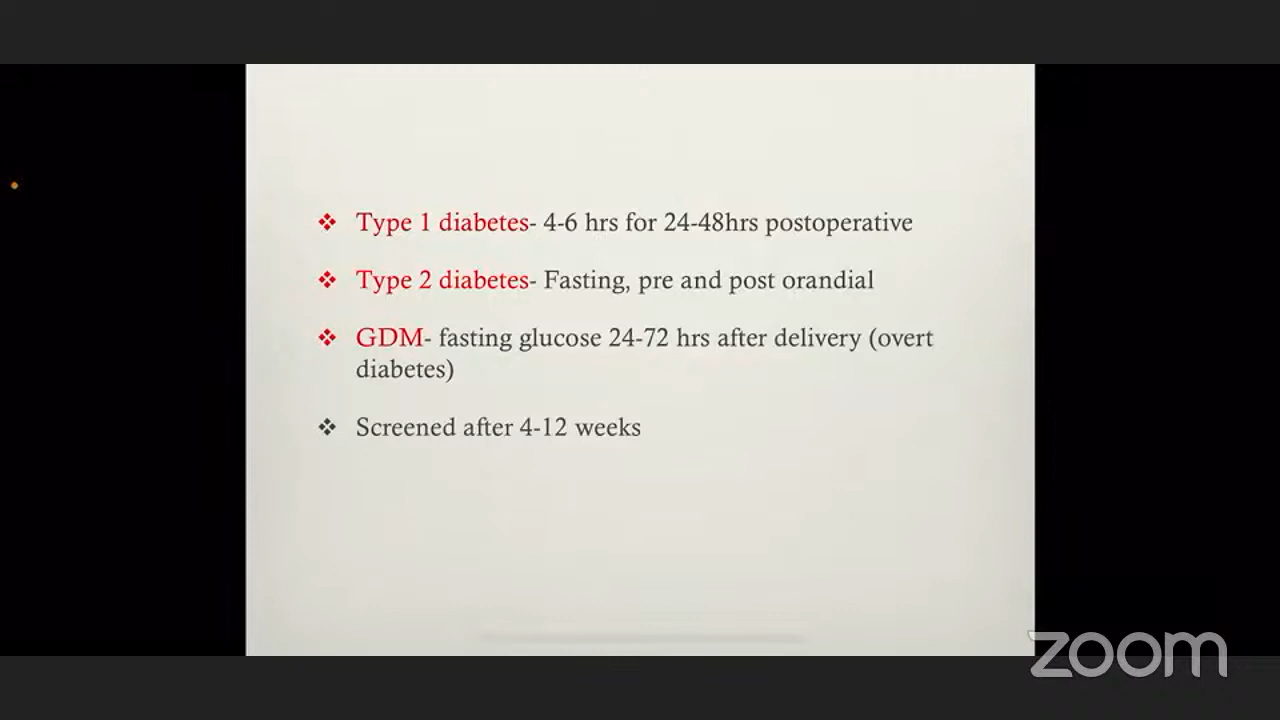 Type 1 diabetes- 4-6 hrs for 24-48hrs postoperative
Type 2 diabetes- Fasting, pre and post orandial
GDM- fasting glucose 24-72 hrs after delivery (overt
diabetes)
Screened after 4-12 weeks
zoom